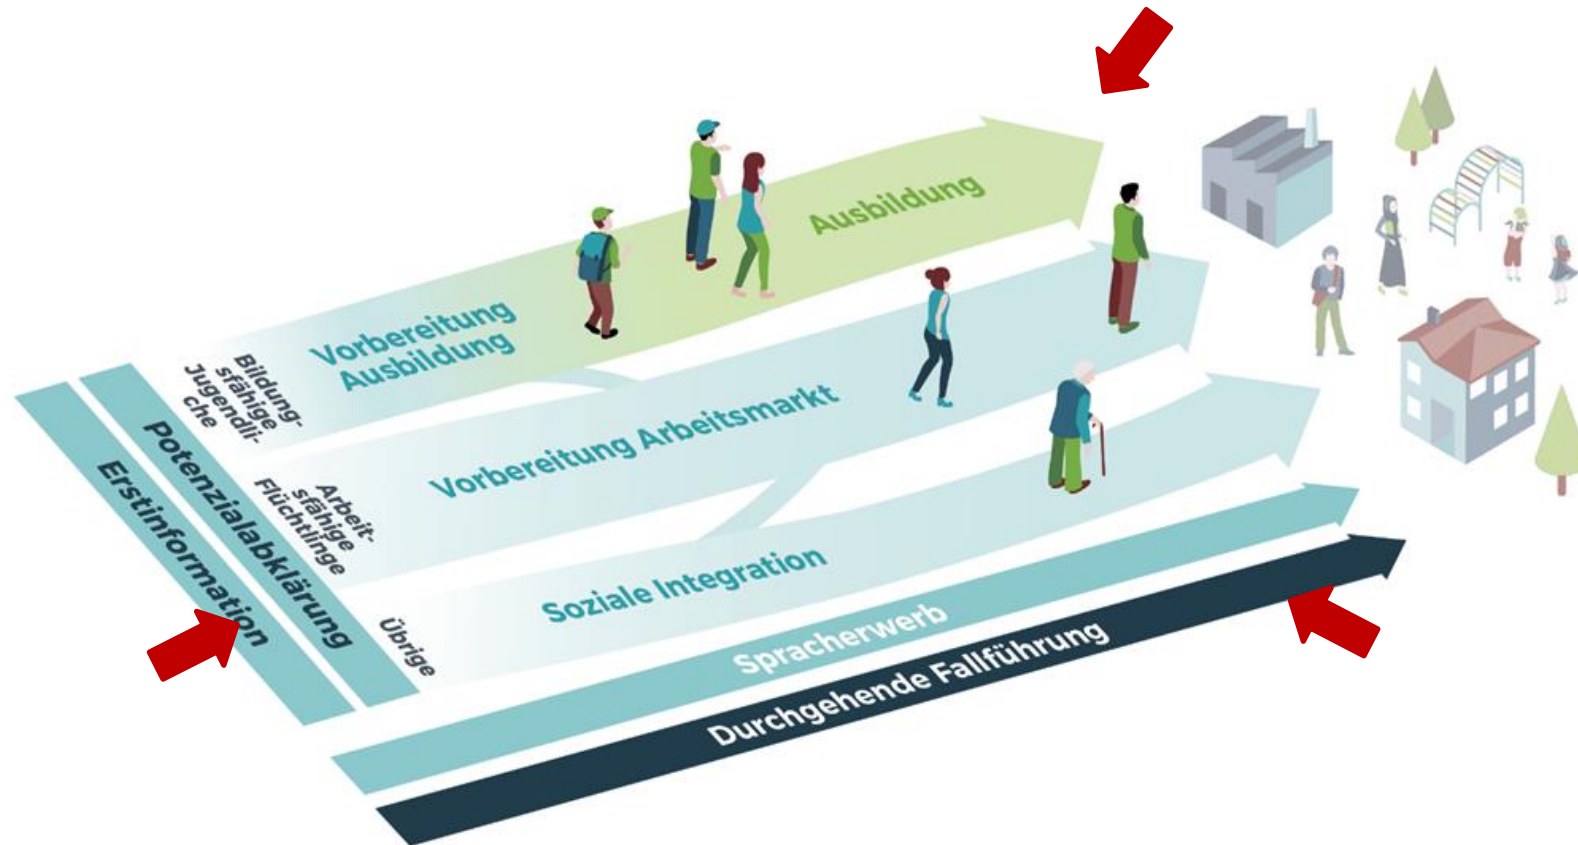 Erstinformation
Potenzialabklärung
Bildung-
sfähige
Jugendli-
che
Vorbereitung
Ausbildung
Ausbildung
Arbeit-
sfähige
Flüchtlinge
Vorbereitung Arbeitsmarkt
Übrige
Soziale Integration
Spracherwerb
Durchgehende Fallführung